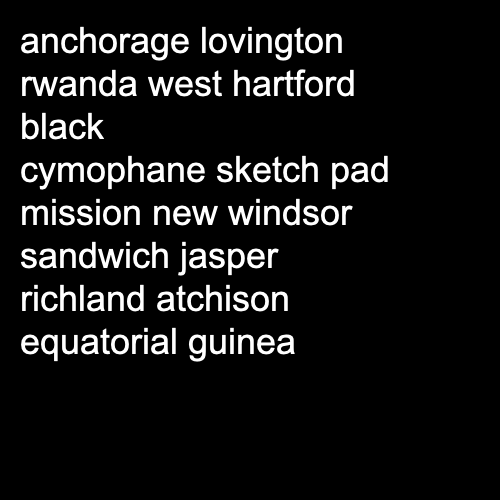 anchorage lovington
rwanda west hartford
black
cymophane sketch pad
mission new windsor
sandwich jasper
richland atchison
equatorial guinea